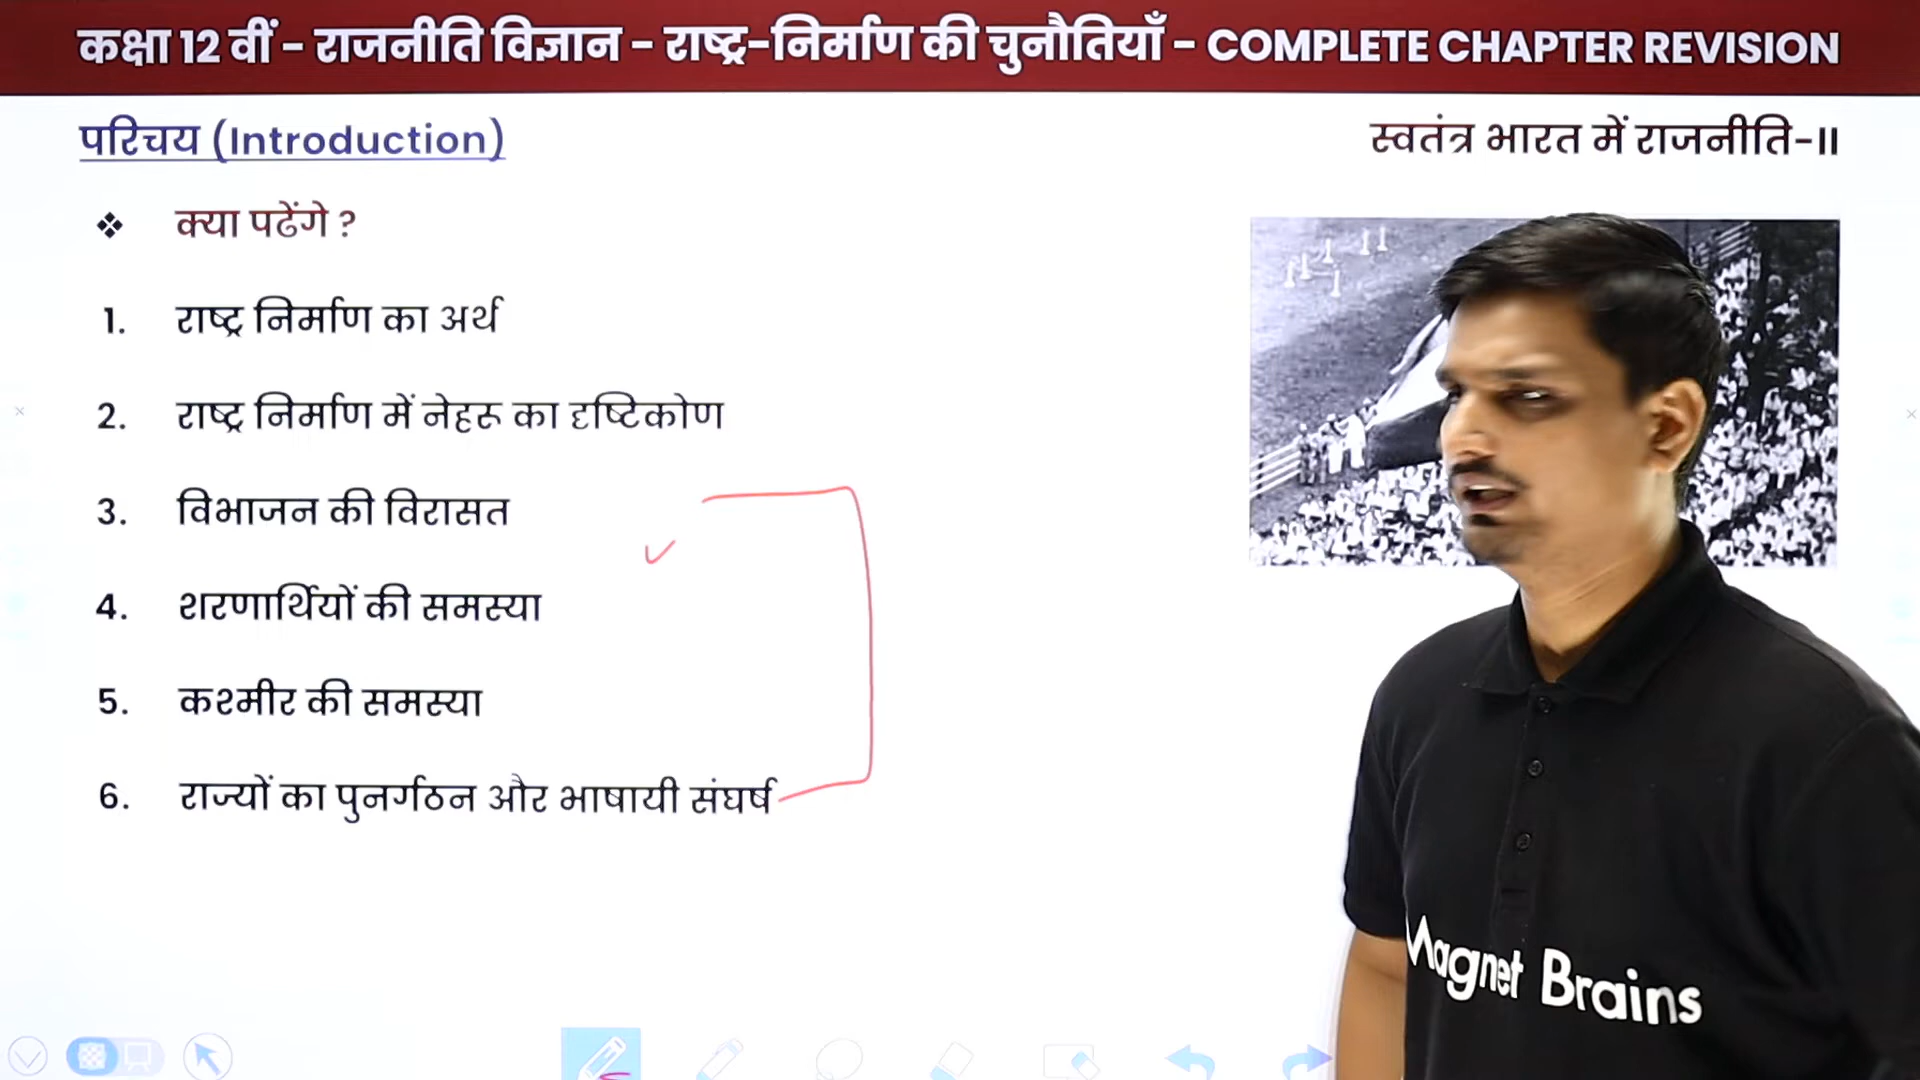 कक्षा 12 वीं - राजनीति विज्ञान - राष्ट्र-निर्माण की चुनौतियाँ - COMPLETE CHAPTER REVISION
परिचय (Introduction)
स्वतंत्र भारत में राजनीति-II
❖ क्या पढेंगे ?
1. राष्ट्र निर्माण का अर्थ
2. राष्ट्र निर्माण में नेहरू का दृष्टिकोण
3. विभाजन की विरासत
4. शरणार्थियों की समस्या
5. कश्मीर की समस्या
6. राज्यों का पुनर्गठन और भाषायी संघर्ष
Magnet Brains